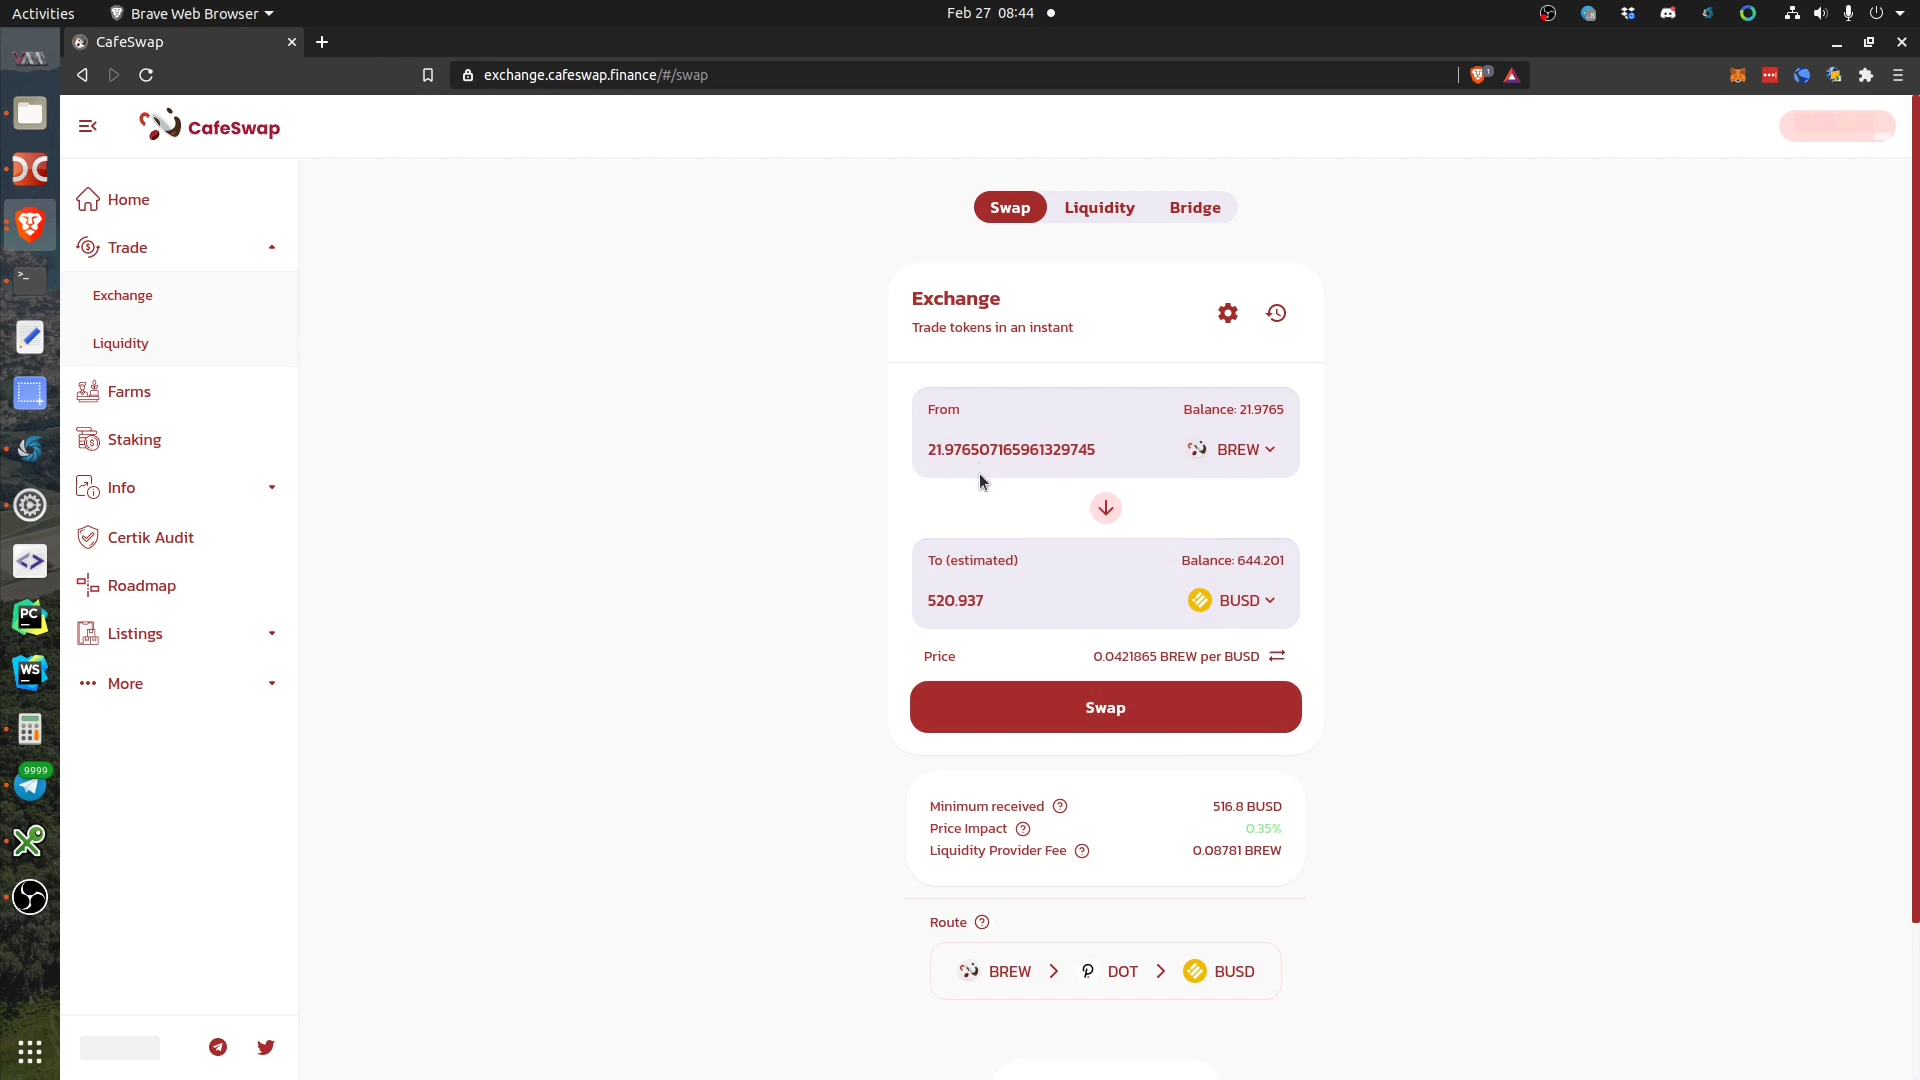 Activities
Brave Web Browser
Feb 27 08:44
CafeSwap
exchange.cafeswap.finance/#/swap
1
CafeSwap
Home
Trade
Exchange
Liquidity
Farms
Staking
Info
Certik Audit
Roadmap
Listings
More
Swap
Liquidity
Bridge
Exchange
Trade tokens in an instant
From
Balance: 21.9765
21.976507165961329745
BREW
To (estimated)
Balance: 644.201
520.937
BUSD
Price
0.0421865 BREW per BUSD
Swap
Minimum received ?
516.8 BUSD
Price Impact ?
0.35%
Liquidity Provider Fee ?
0.08781 BREW
Route ?
BREW > DOT > BUSD
>_
PC
WS
9999